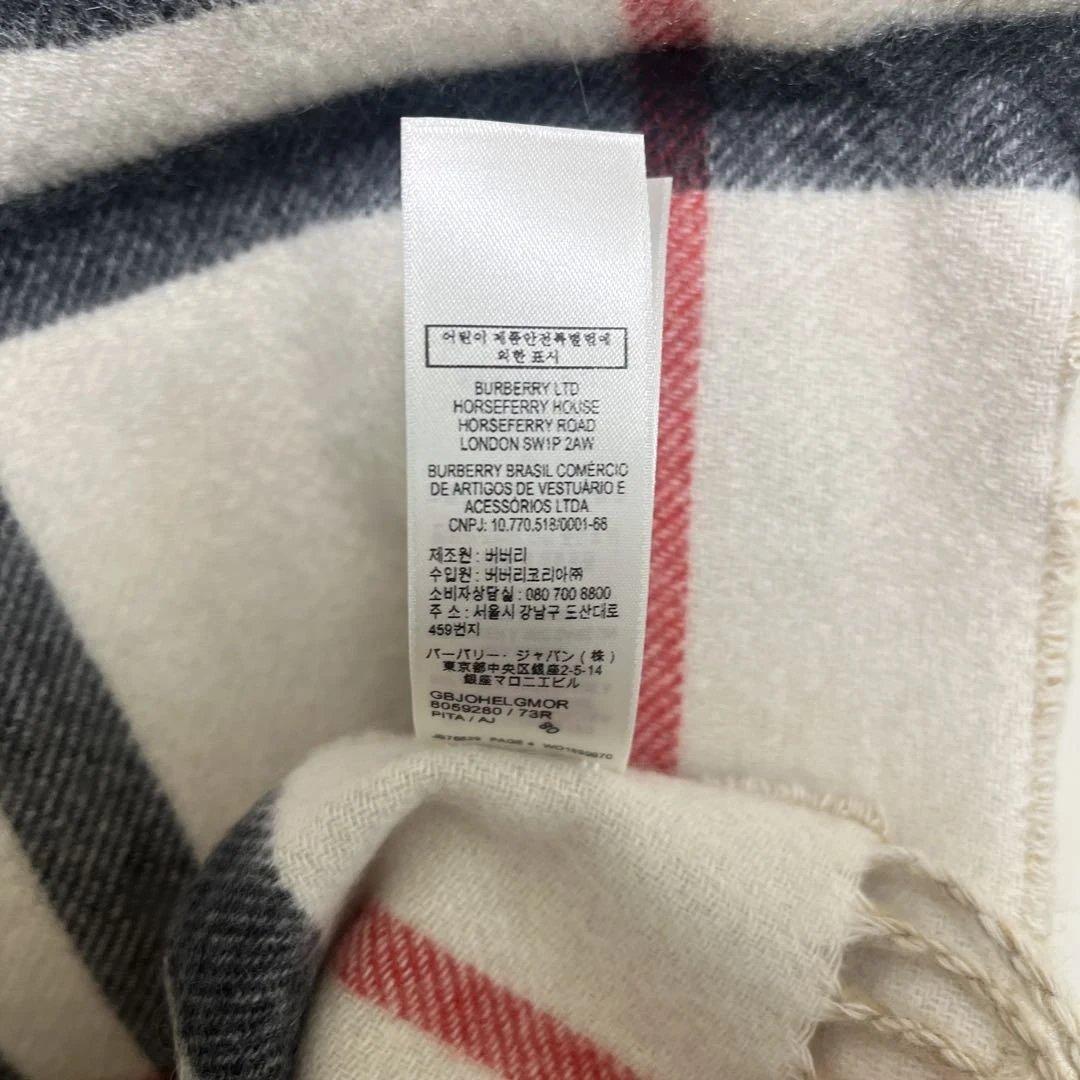 어린이 제품안전특별법에
의한 표시
BURBERRY LTD
HORSEFERRY HOUSE
HORSEFERRY ROAD
LONDON SW1P 2AW
BURBERRY BRASIL COMÉRCIO
DE ARTIGOS DE VESTUÁRIO E
ACESSÓRIOS LTDA
CNPJ: 10.770.518/0001-68
제조원 : 버버리
수입원 : 버버리코리아㈜
소비자상담실 : 080 700 8800
주 소 : 서울시 강남구 도산대로
459번지
バーバリー・ジャパン ( 株 )
東京都中央区銀座2-5-14
銀座マロニエビル
GBJOHELGMOR
8059280 / 73R
PITA / AJ
PAGE 4